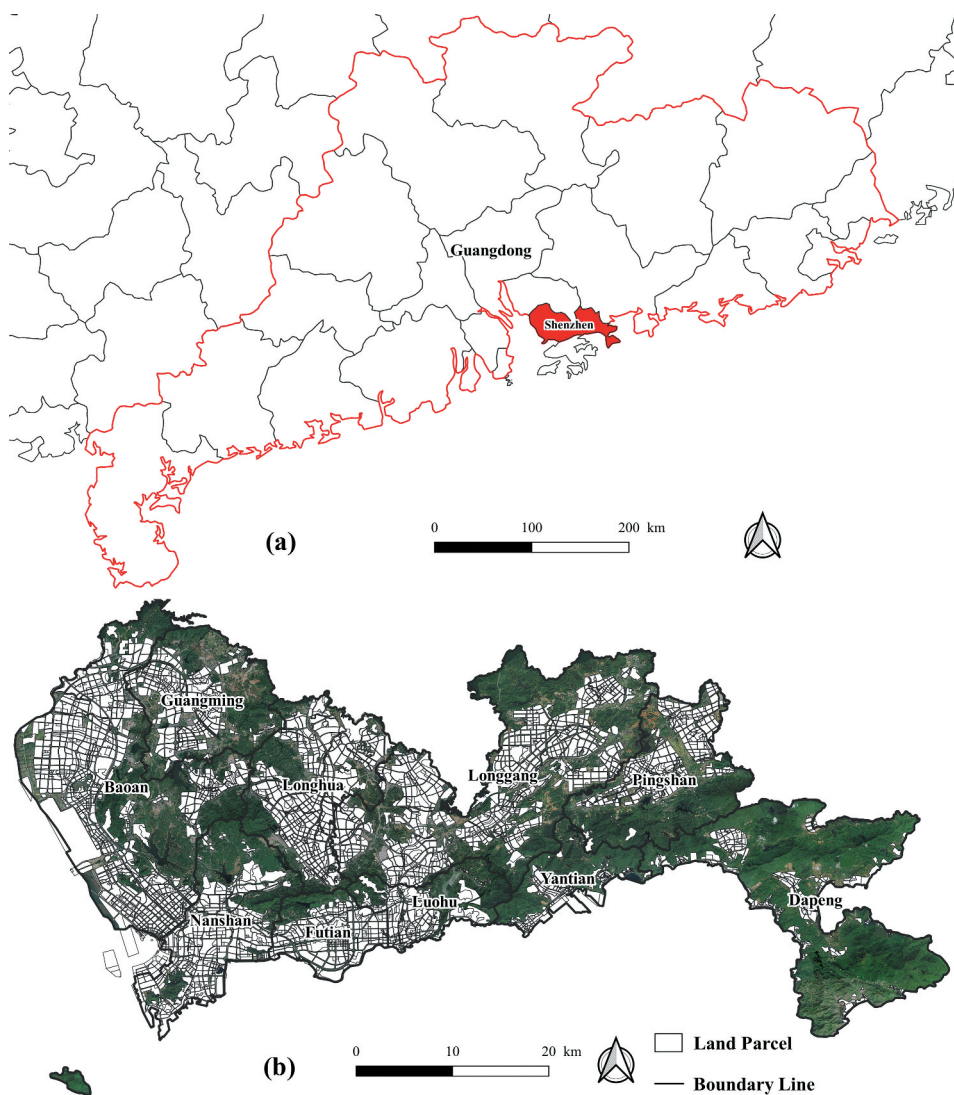 Guangdong
Shenzhen
(a)
0 100 200 km
Guangming
Baoan
Longhua
Longgang
Pingshan
Yantian
Luohu
Dapeng
Nanshan
Futian
(b)
0 10 20 km
Land Parcel
Boundary Line